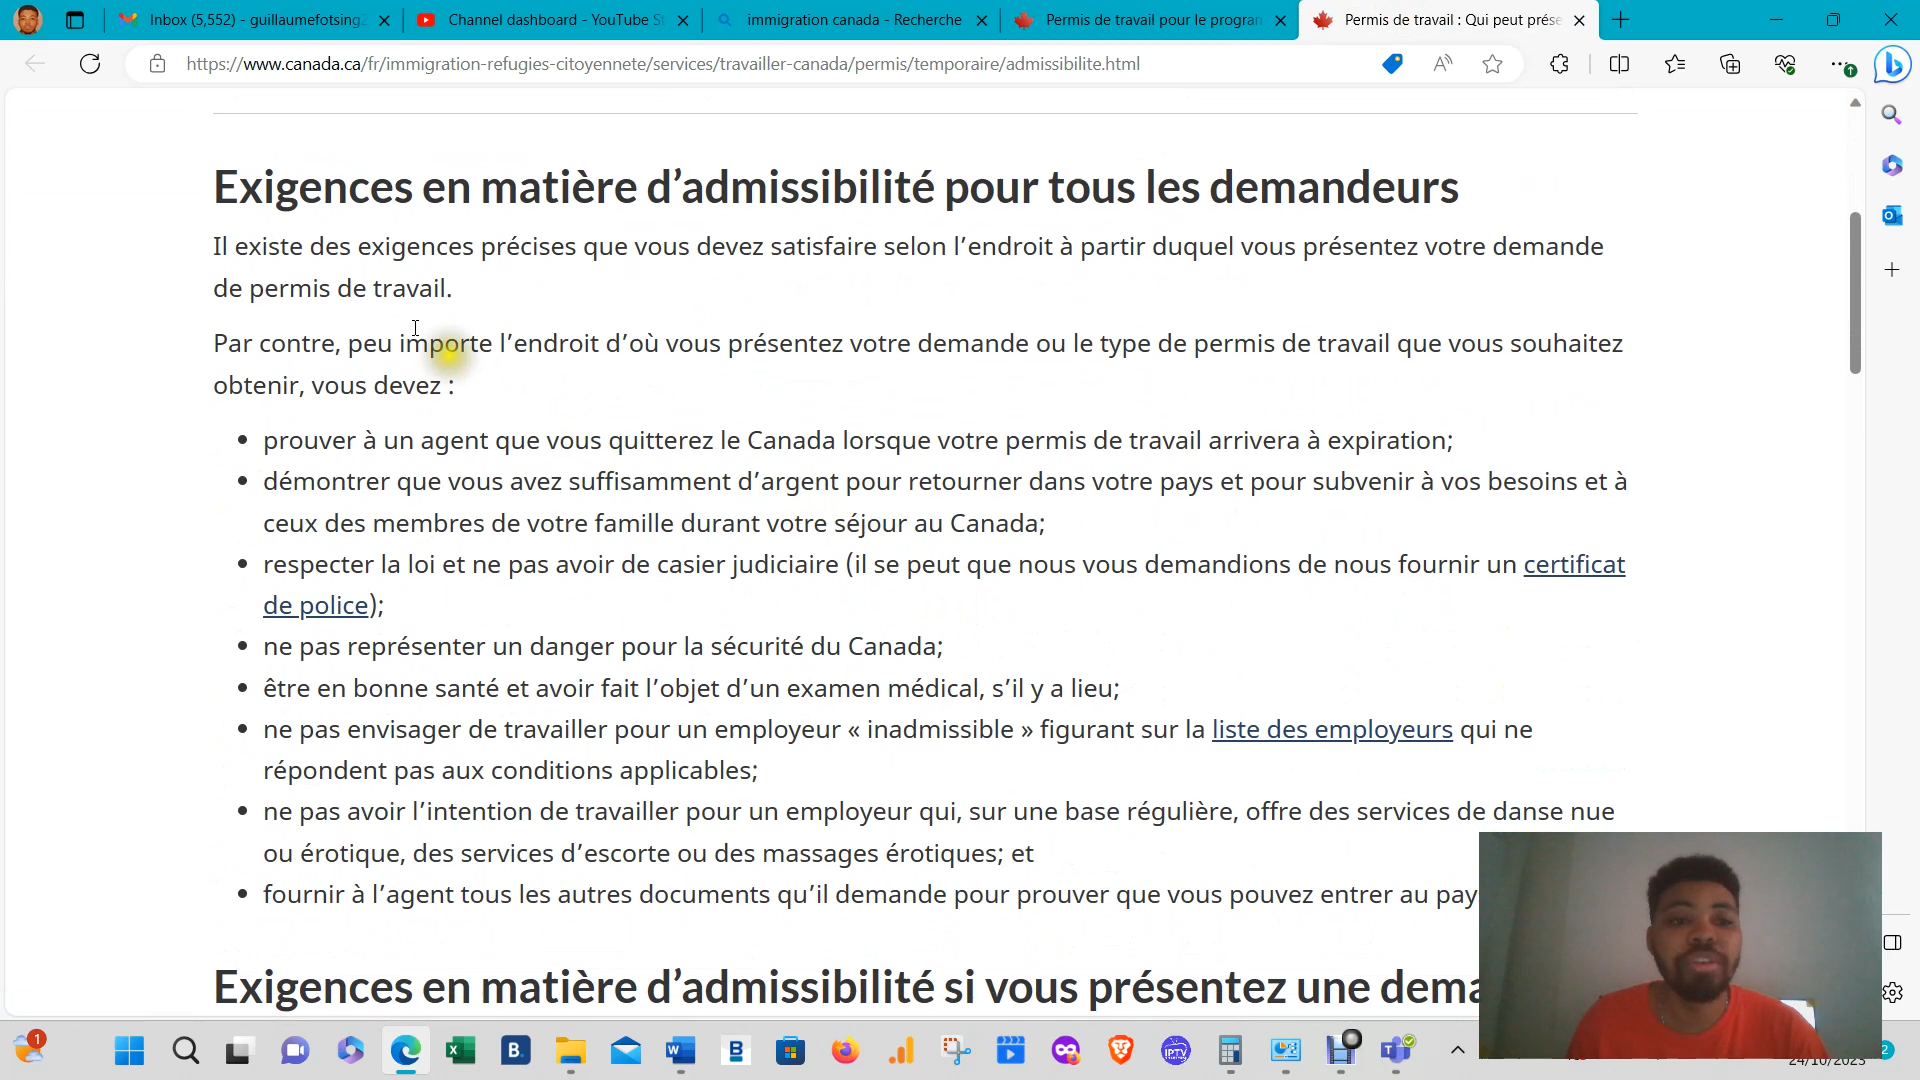 Inbox (5,552) - guillaumefotsing
Channel dashboard - YouTube St
immigration canada - Recherche
Permis de travail pour le progran
Permis de travail : Qui peut prése
https://www.canada.ca/fr/immigration-refugies-citoyennete/services/travailler-canada/permis/temporaire/admissibilite.html
Exigences en matière d’admissibilité pour tous les demandeurs
Il existe des exigences précises que vous devez satisfaire selon l’endroit à partir duquel vous présentez votre demande
de permis de travail.
Par contre, peu importe l’endroit d’où vous présentez votre demande ou le type de permis de travail que vous souhaitez
obtenir, vous devez :
• prouver à un agent que vous quitterez le Canada lorsque votre permis de travail arrivera à expiration;
• démontrer que vous avez suffisamment d’argent pour retourner dans votre pays et pour subvenir à vos besoins et à
ceux des membres de votre famille durant votre séjour au Canada;
• respecter la loi et ne pas avoir de casier judiciaire (il se peut que nous vous demandions de nous fournir un certificat
de police);
• ne pas représenter un danger pour la sécurité du Canada;
• être en bonne santé et avoir fait l’objet d’un examen médical, s’il y a lieu;
• ne pas envisager de travailler pour un employeur « inadmissible » figurant sur la liste des employeurs qui ne
répondent pas aux conditions applicables;
• ne pas avoir l’intention de travailler pour un employeur qui, sur une base régulière, offre des services de danse nue
ou érotique, des services d’escorte ou des massages érotiques; et
• fournir à l’agent tous les autres documents qu’il demande pour prouver que vous pouvez entrer au pay
Exigences en matière d’admissibilité si vous présentez une dema
1
B.
B
IPTV
24/10/2023
2